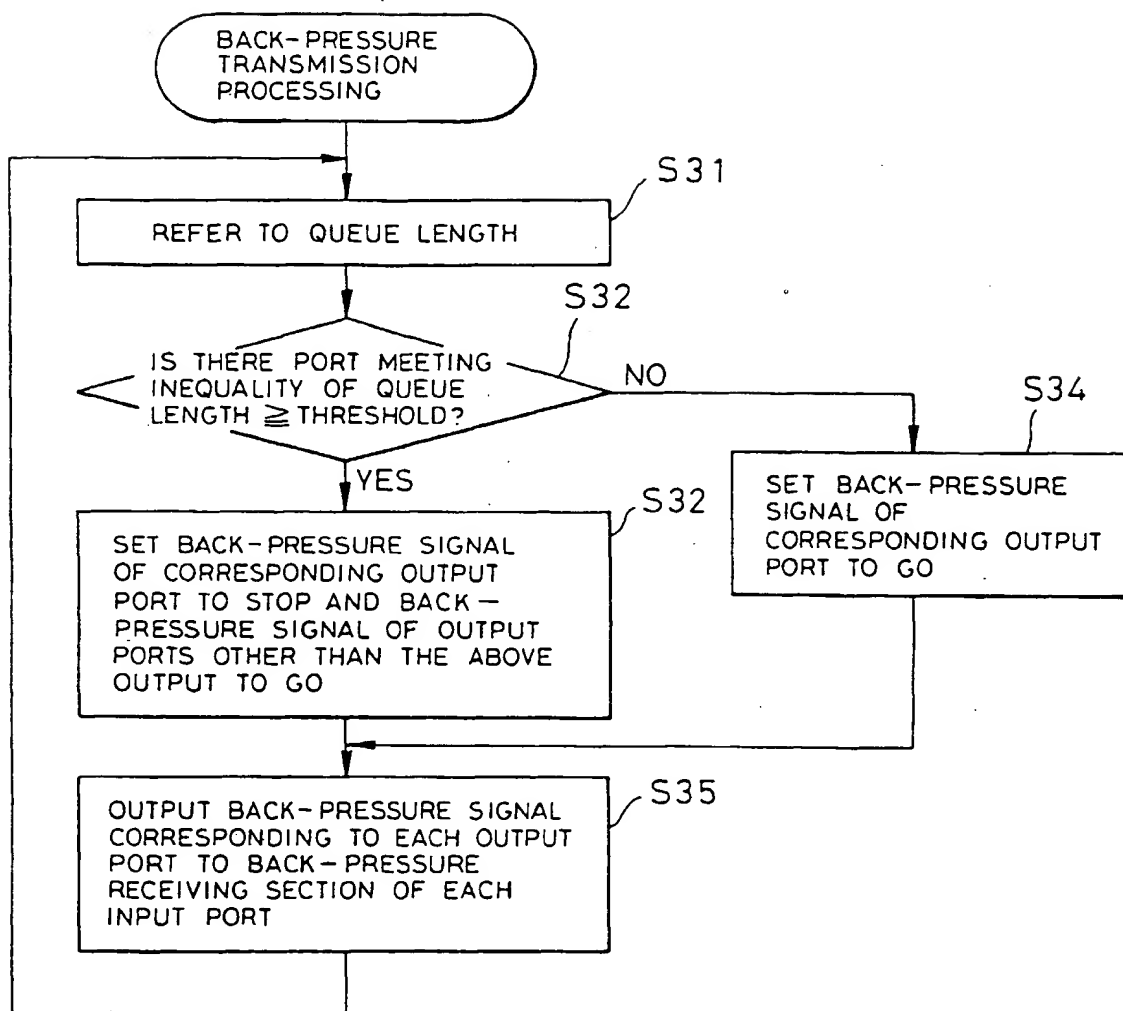 BACK-PRESSURE
TRANSMISSION
PROCESSING
S31
REFER TO QUEUE LENGTH
S32
IS THERE PORT MEETING
INEQUALITY OF QUEUE
LENGTH ≧ THRESHOLD?
NO
YES
S34
SET BACK-PRESSURE
SIGNAL OF
CORRESPONDING OUTPUT
PORT TO GO
S32
SET BACK-PRESSURE SIGNAL
OF CORRESPONDING OUTPUT
PORT TO STOP AND BACK-
PRESSURE SIGNAL OF OUTPUT
PORTS OTHER THAN THE ABOVE
OUTPUT TO GO
S35
OUTPUT BACK-PRESSURE SIGNAL
CORRESPONDING TO EACH OUTPUT
PORT TO BACK-PRESSURE
RECEIVING SECTION OF EACH
INPUT PORT